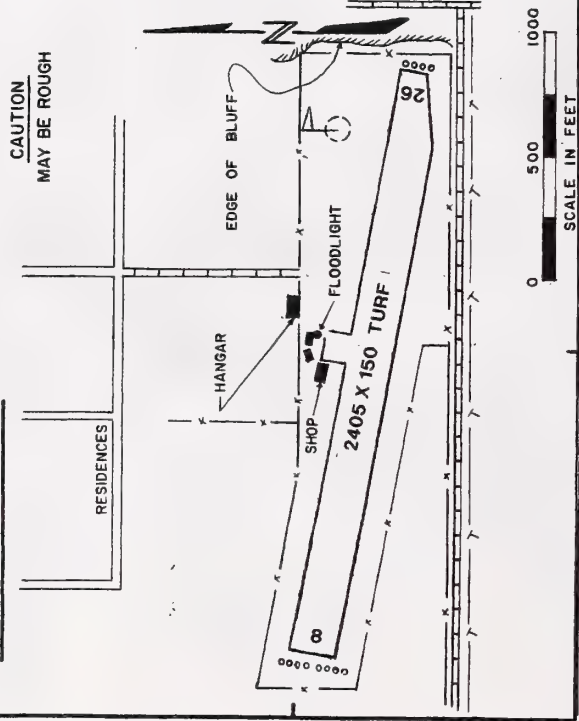 CAUTION
MAY BE ROUGH
N
EDGE OF BLUFF
RESIDENCES
HANGAR
FLOODLIGHT
SHOP
2405 X 150 TURF
8
26
0 500 1000
SCALE IN FEET